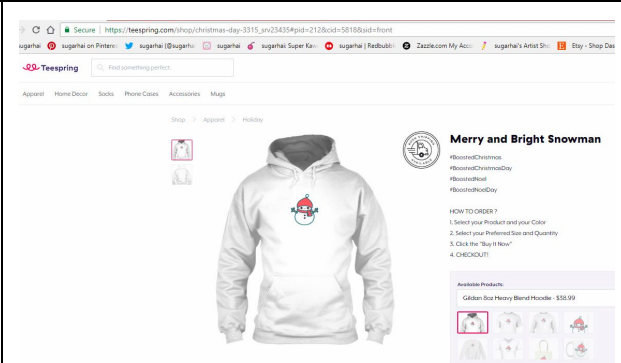 Secure | https://teespring.com/shop/christmas-day-3315_srv23435#pid=212&cid=5818&sid=front
sugarhai on Pinteres sugarhai (@sugarhai sugarhai sugarhai: Super Kaw sugarhai | Redbubbl Zazzle.com My Acco sugarhai's Artist Sho Etsy - Shop Das
Teespring Find something perfect
Apparel Home Decor Socks Phone Cases Accessories Mugs
Shop > Apparel > Holiday
Merry and Bright Snowman
#BoostedChristmas
#BoostedChristmasDay
#BoostedNoel
#BoostedNoelDay
HOW TO ORDER ?
1. Select your Product and your Color
2. Select your Preferred Size and Quantity
3. Click the "Buy It Now"
4. CHECKOUT!
Available Products:
Gildan 8oz Heavy Blend Hoodie - $38.99